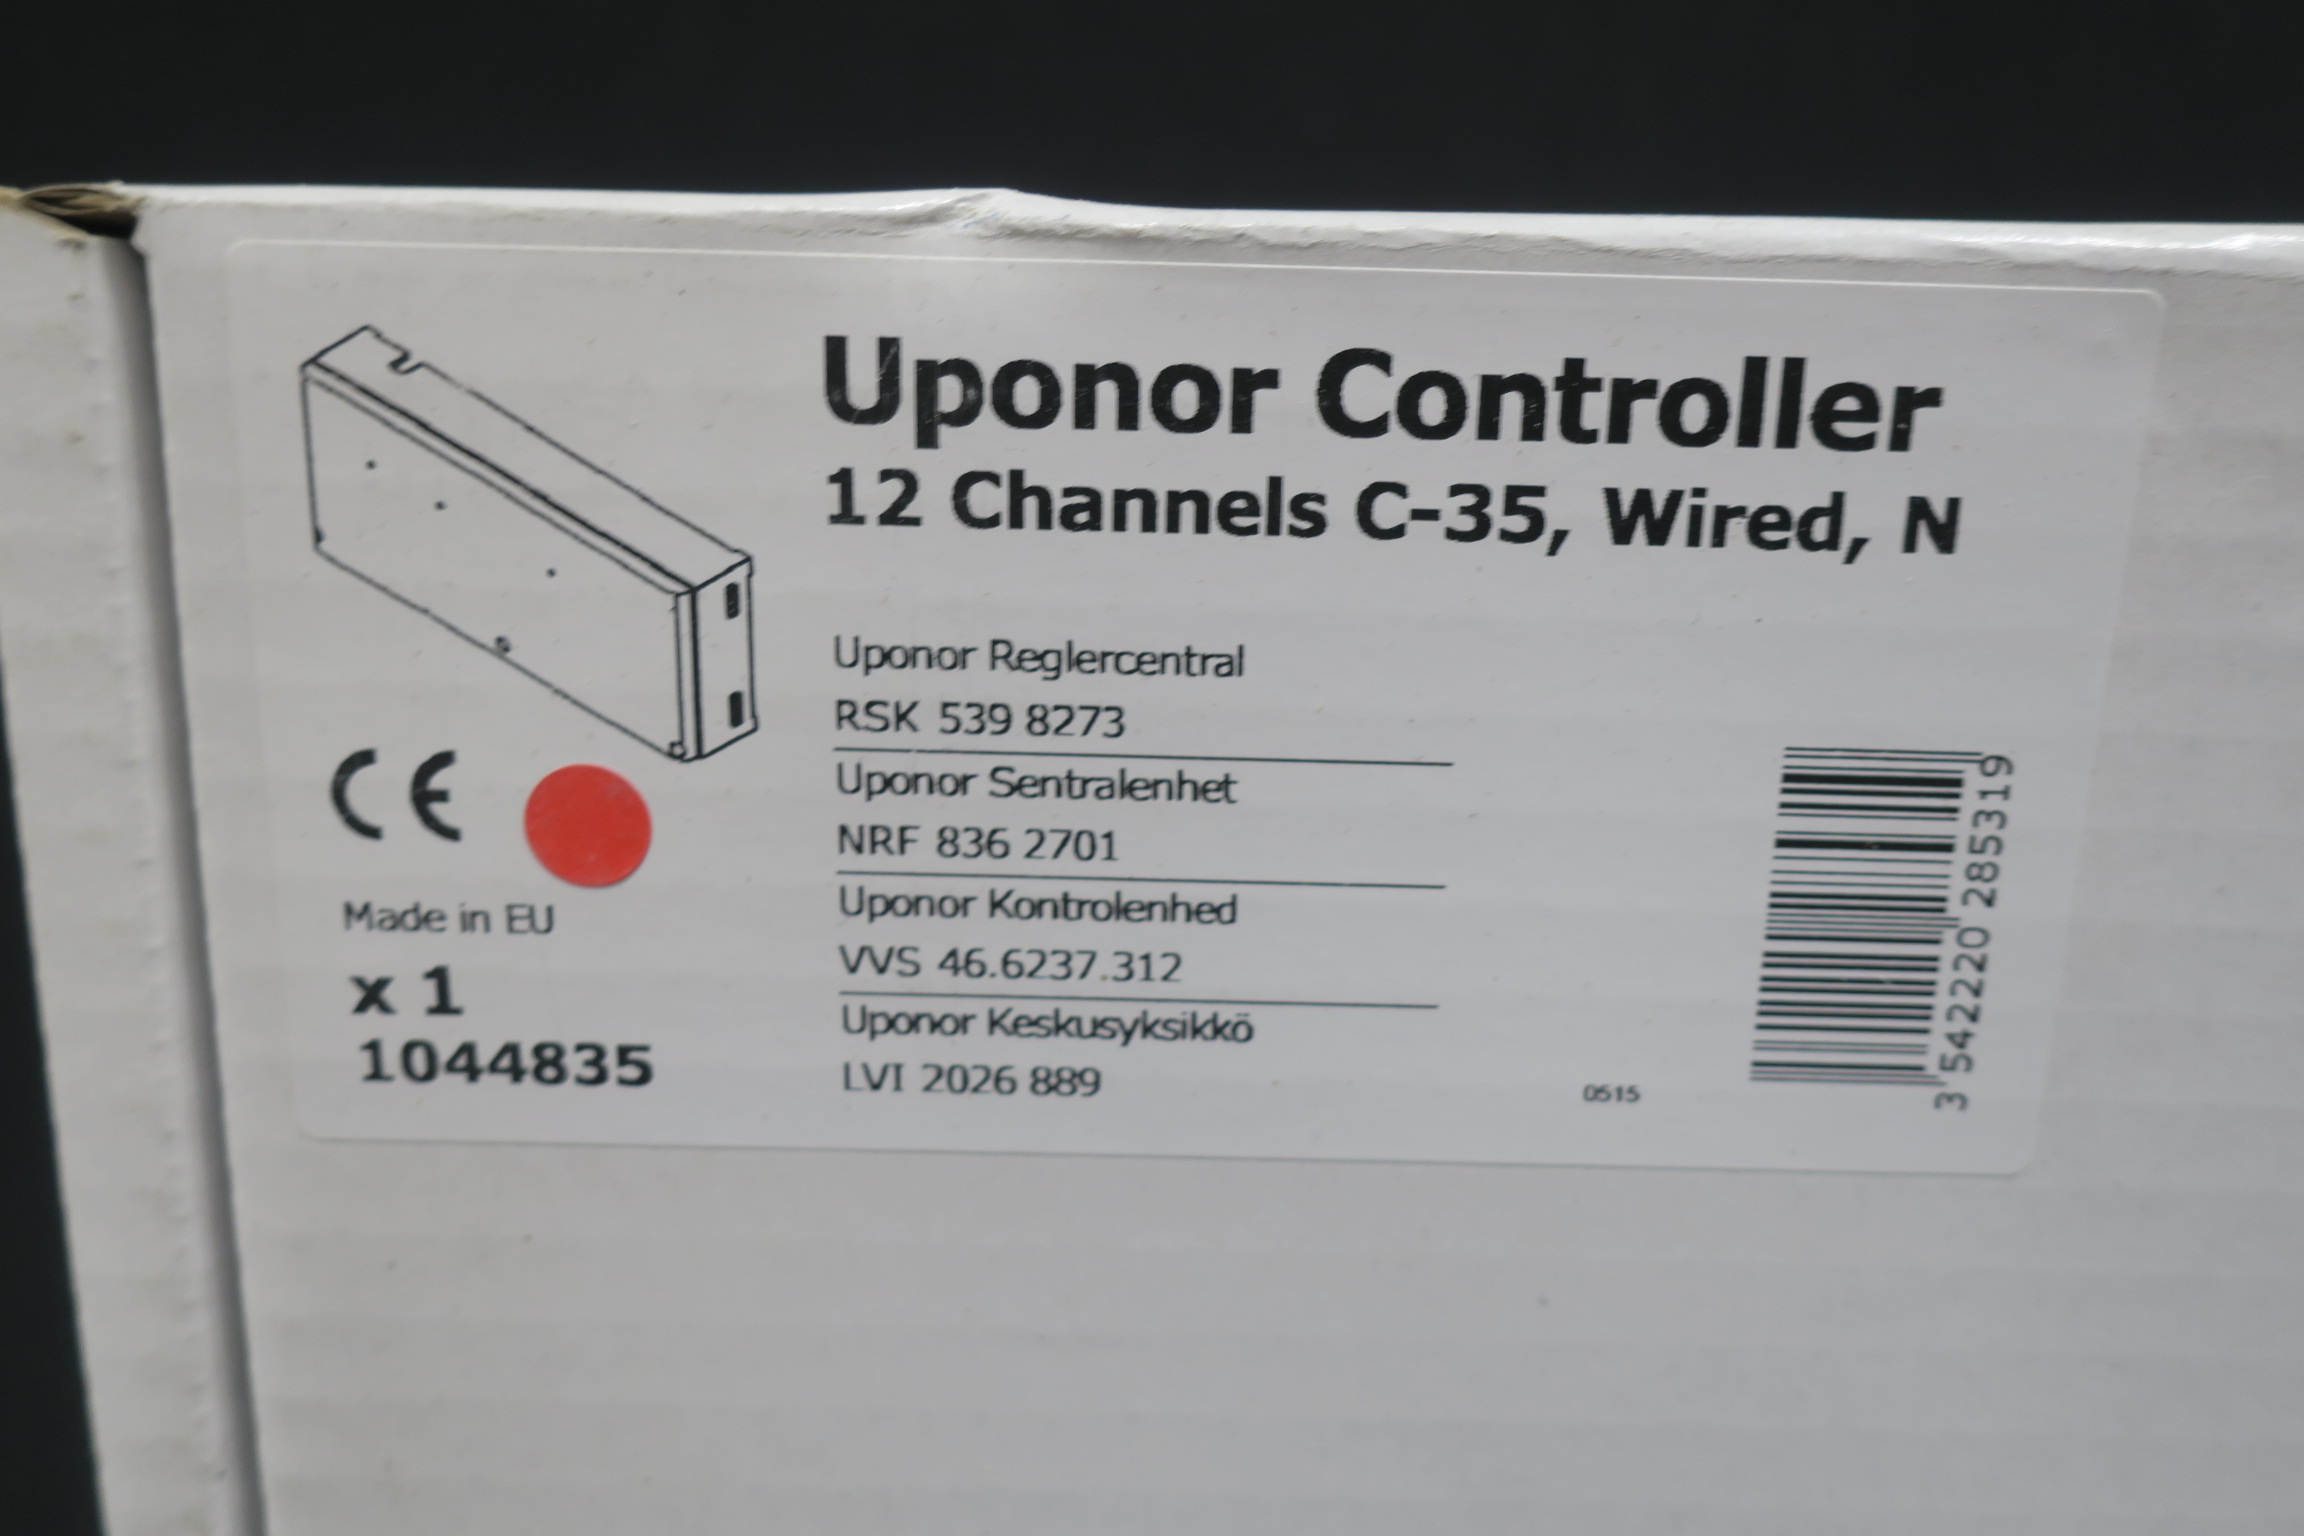 Uponor Controller
12 Channels C-35, Wired, N
Uponor Reglercentral
RSK 539 8273
Uponor Sentralenhet
NRF 836 2701
Uponor Kontrolenhed
VVS 46.6237.312
Uponor Keskusyksikkö
LVI 2026 889
CE
Made in EU
x 1
1044835
0515
3 542220 285319